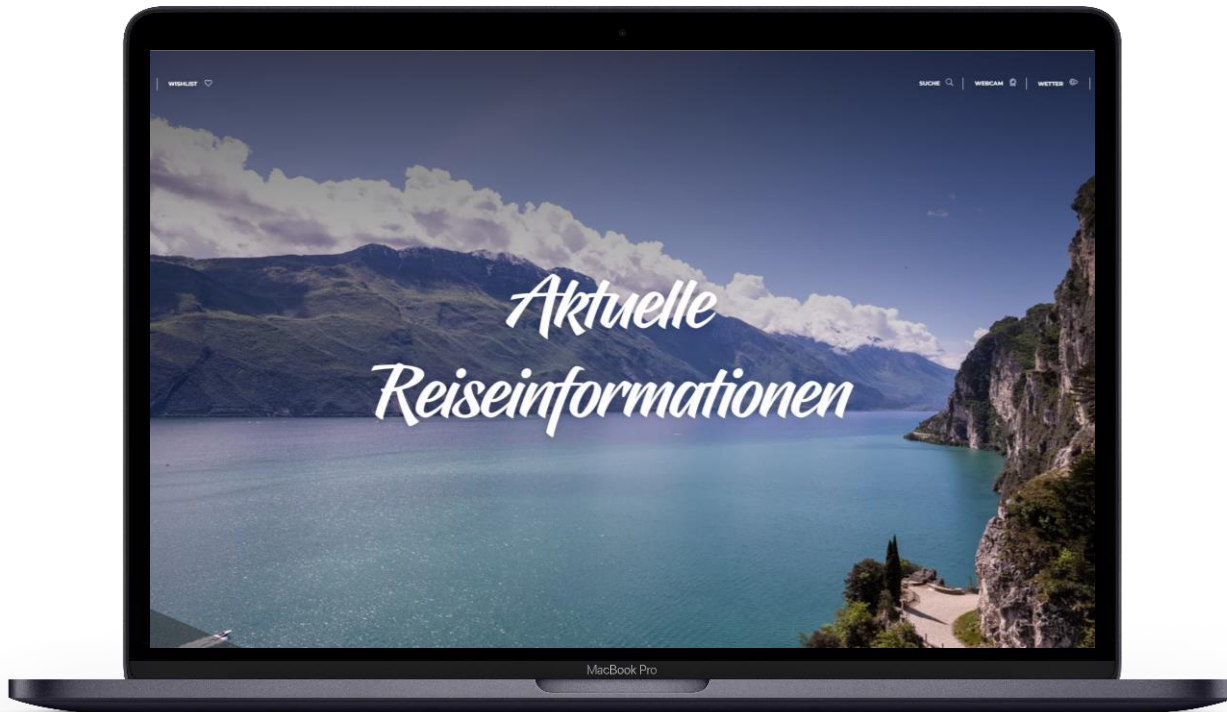 WISHLIST
SUCHE
WEBCAM
WETTER
Aktuelle
Reiseinformationen
MacBook Pro